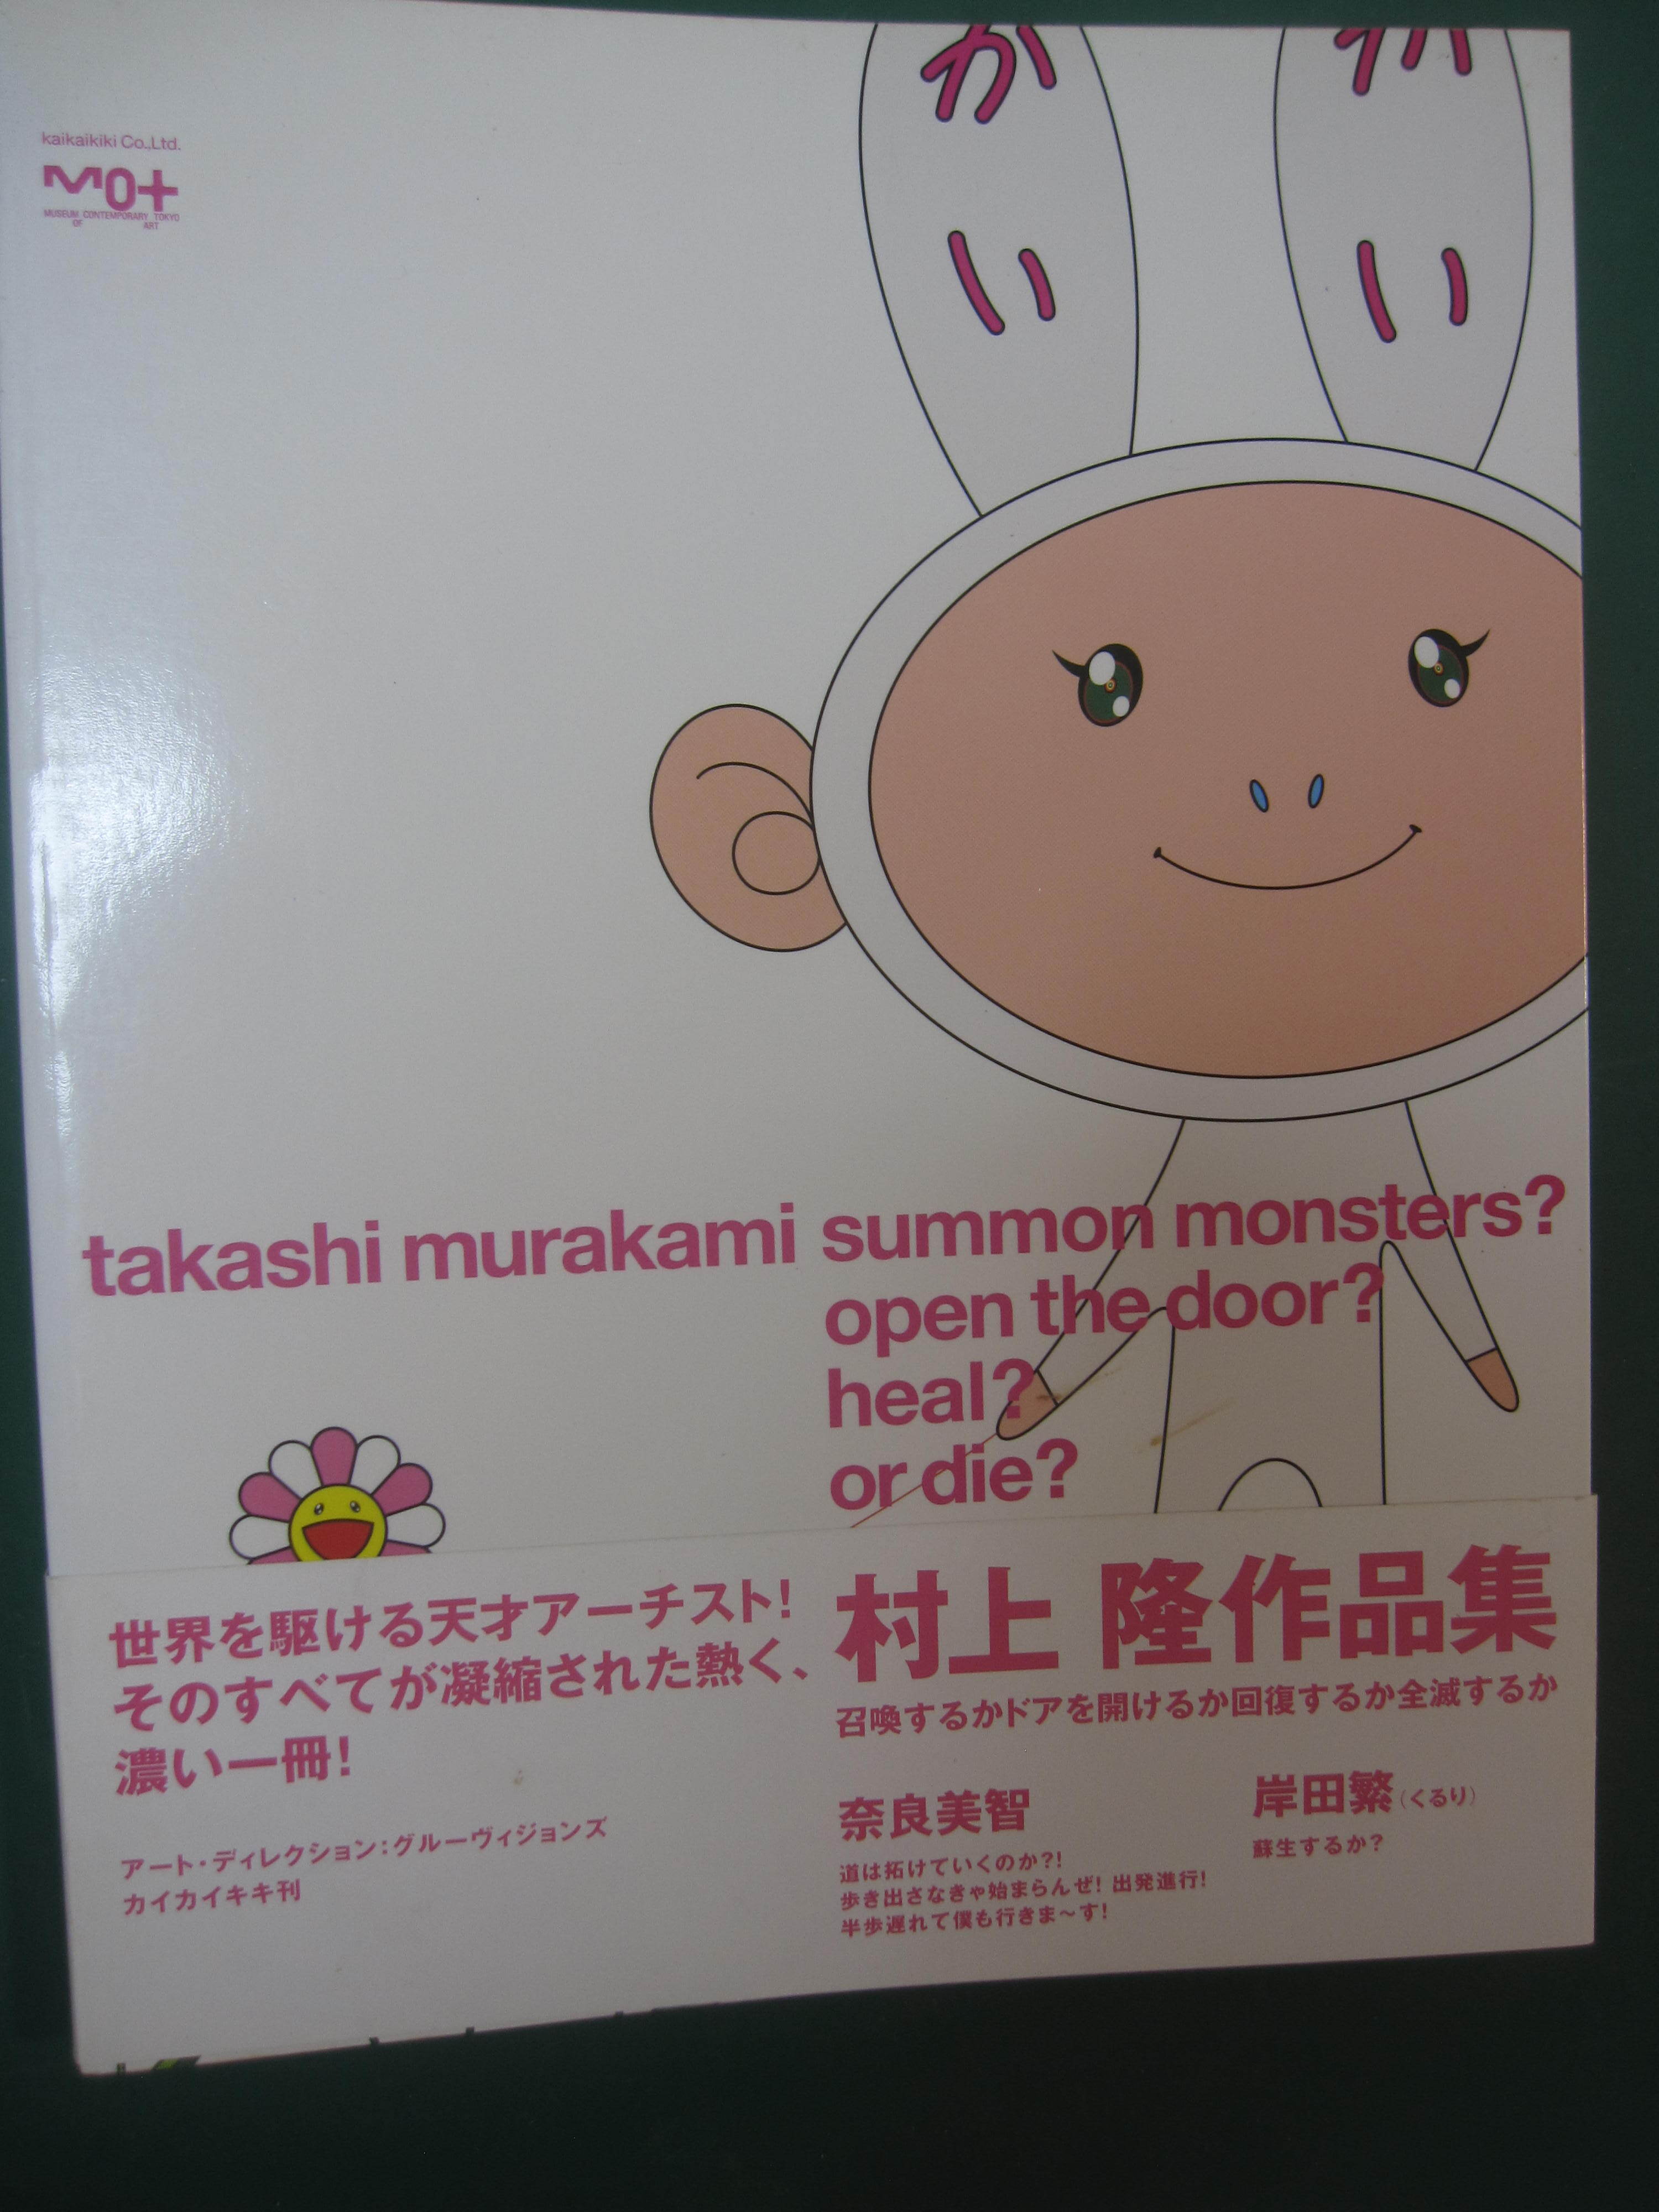 かい
かい
kaikaikiki Co.,Ltd.
MO+
MUSEUM OF CONTEMPORARY ART TOKYO
takashi murakami summon monsters?
open the door?
heal?
or die?
世界を駆ける天才アーチスト!
そのすべてが凝縮された熱く、
濃い一冊!
アート・ディレクション:グルーヴィジョンズ
カイカイキキ刊
村上 隆作品集
召喚するかドアを開けるか回復するか全滅するか
奈良美智
道は拓けていくのか?!
歩き出さなきゃ始まらんぜ! 出発進行!
半歩遅れて僕も行きま〜す!
岸田繁(くるり)
蘇生するか?